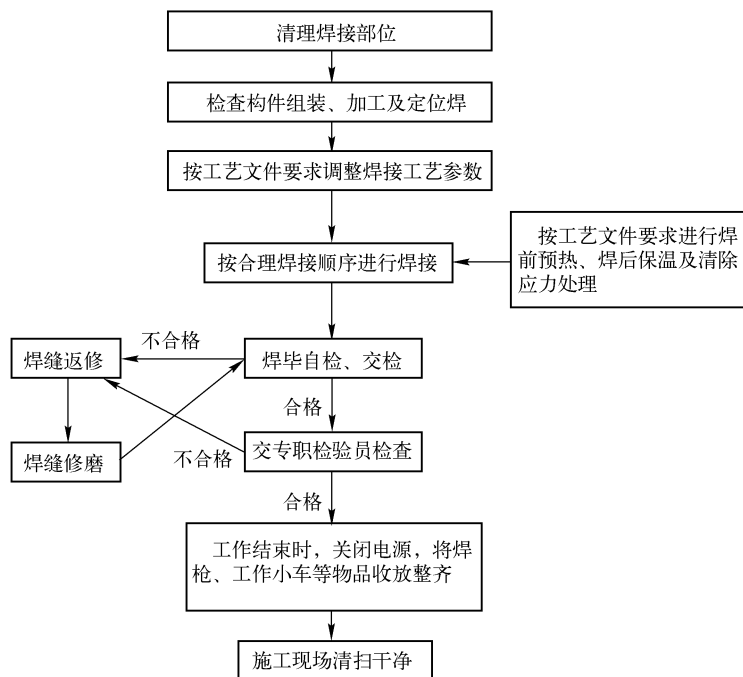 清理焊接部位
检查构件组装、加工及定位焊
按工艺文件要求调整焊接工艺参数
按合理焊接顺序进行焊接
按工艺文件要求进行焊
前预热、焊后保温及清除
应力处理
不合格
焊缝返修
焊毕自检、交检
合格
焊缝修磨
不合格
交专职检验员检查
合格
工作结束时，关闭电源，将焊
枪、工作小车等物品收放整齐
施工现场清扫干净